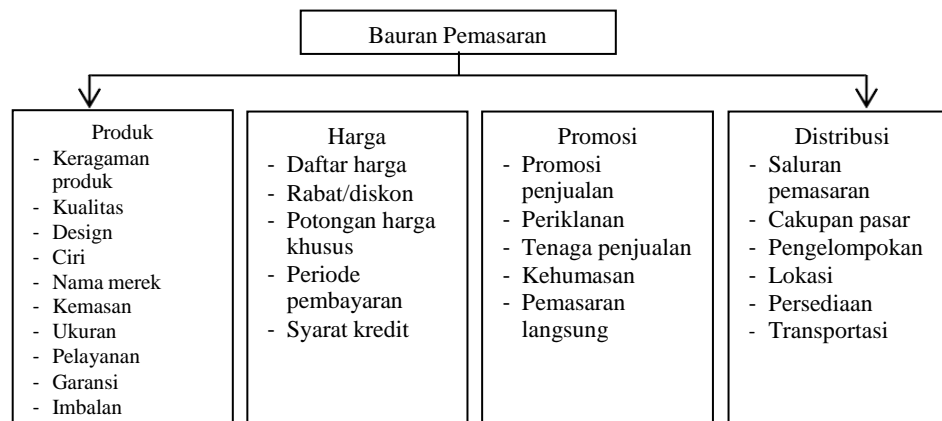 Bauran Pemasaran
Produk
- Keragaman
produk
- Kualitas
- Design
- Ciri
- Nama merek
- Kemasan
- Ukuran
- Pelayanan
- Garansi
- Imbalan
Harga
- Daftar harga
- Rabat/diskon
- Potongan harga
khusus
- Periode
pembayaran
- Syarat kredit
Promosi
- Promosi
penjualan
- Periklanan
- Tenaga penjualan
- Kehumasan
- Pemasaran
langsung
Distribusi
- Saluran
pemasaran
- Cakupan pasar
- Pengelompokan
- Lokasi
- Persediaan
- Transportasi